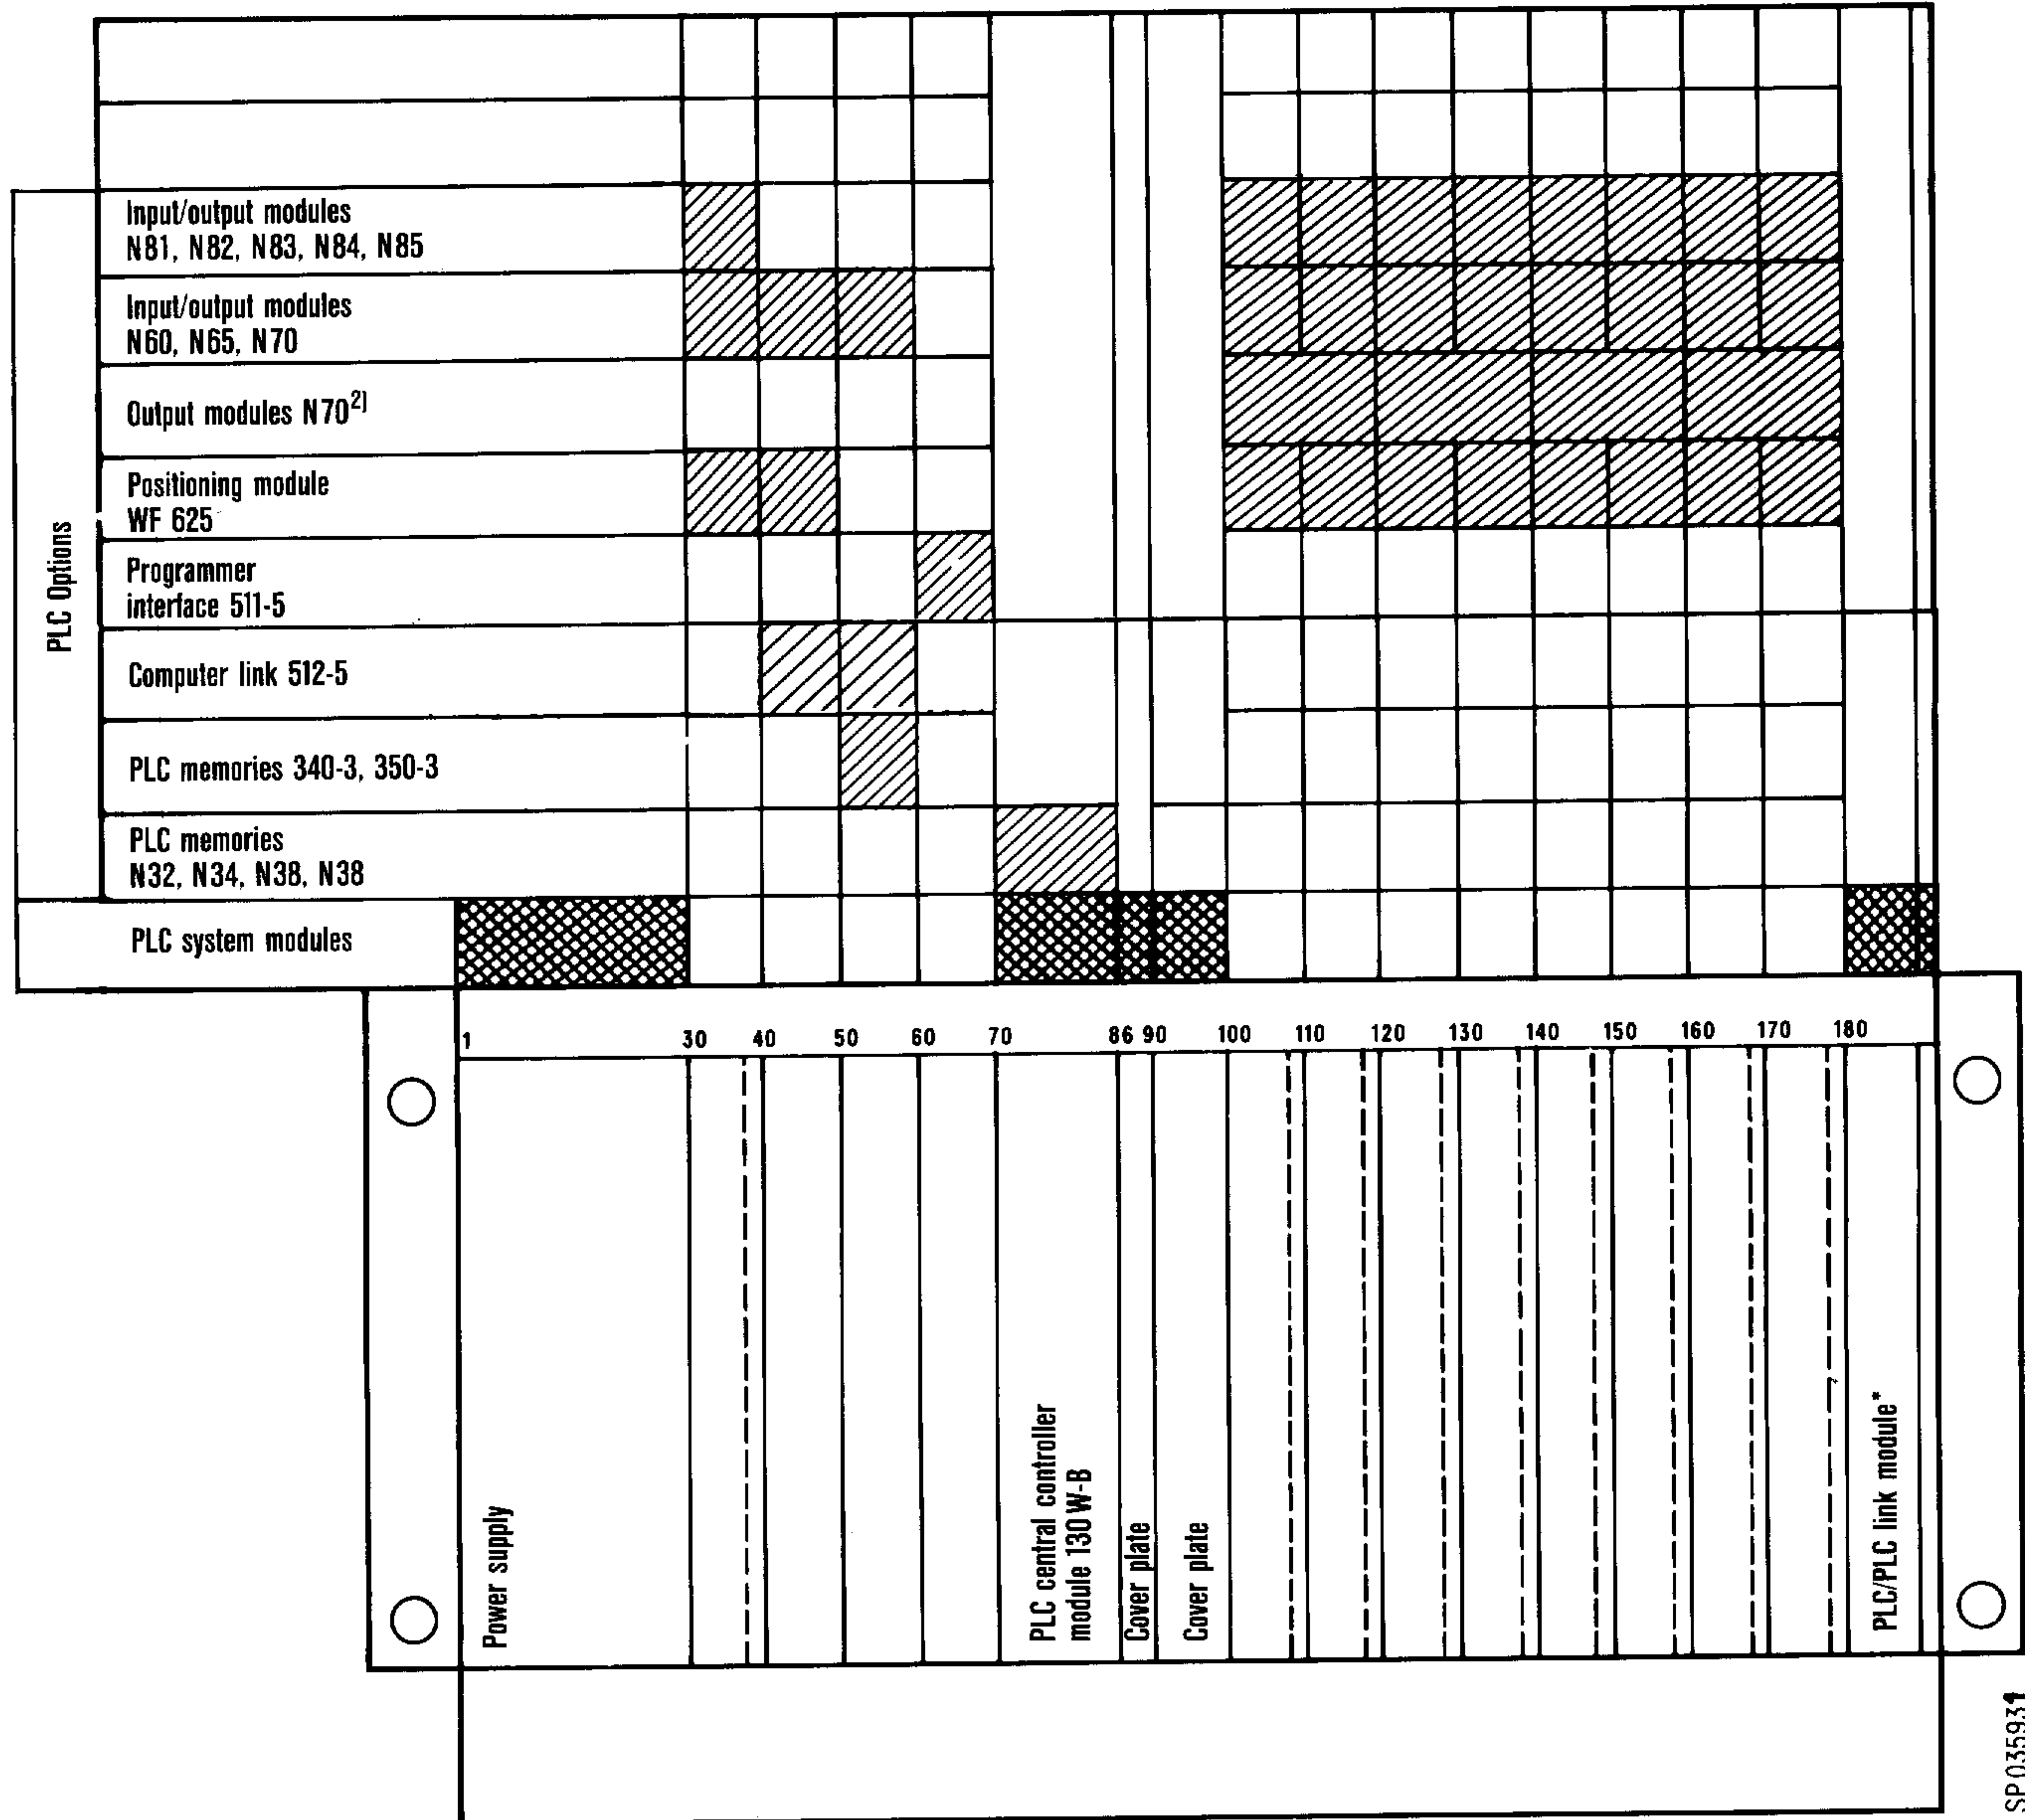 Input/output modules
N81, N82, N83, N84, N85
Input/output modules
N60, N65, N70
Output modules N70²⁾
Positioning module
WF 625
Programmer
interface 511-5
Computer link 512-5
PLC memories 340-3, 350-3
PLC memories
N32, N34, N38, N38
PLC Options
PLC system modules
1 30 40 50 60 70 86 90 100 110 120 130 140 150 160 170 180
Power supply
PLC central controller
module 130 W-B
Cover plate
Cover plate
PLC/PLC link module*
SP035931